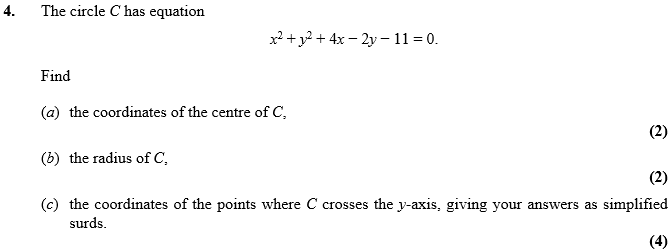 4. The circle C has equation
x² + y² + 4x − 2y − 11 = 0.
Find
(a) the coordinates of the centre of C,
(2)
(b) the radius of C,
(2)
(c) the coordinates of the points where C crosses the y-axis, giving your answers as simplified
surds.
(4)